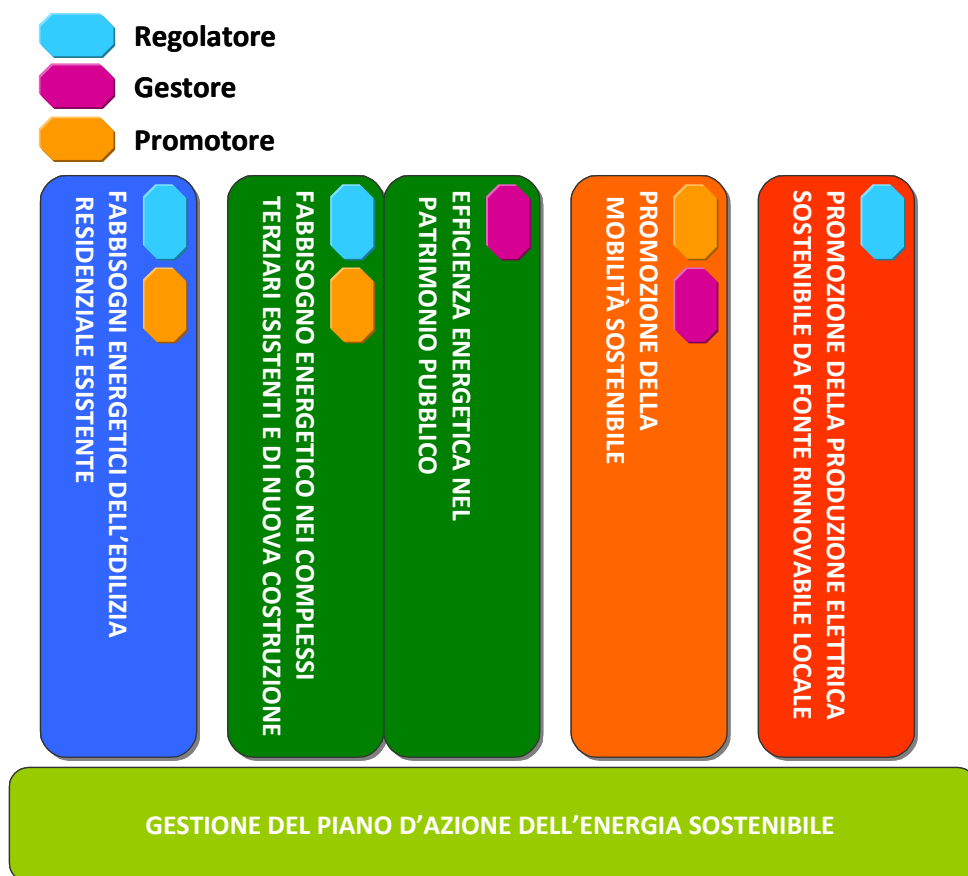 Regolatore
Gestore
Promotore
FABBISOGNI ENERGETICI DELL'EDILIZIA
RESIDENZIALE ESISTENTE
FABBISOGNO ENERGETICO NEI COMPLESSI
TERZIARI ESISTENTI E DI NUOVA COSTRUZIONE
EFFICIENZA ENERGETICA NEL
PATRIMONIO PUBBLICO
PROMOZIONE DELLA
MOBILITÀ SOSTENIBILE
PROMOZIONE DELLA PRODUZIONE ELETTRICA
SOSTENIBILE DA FONTE RINNOVABILE LOCALE
GESTIONE DEL PIANO D'AZIONE DELL'ENERGIA SOSTENIBILE